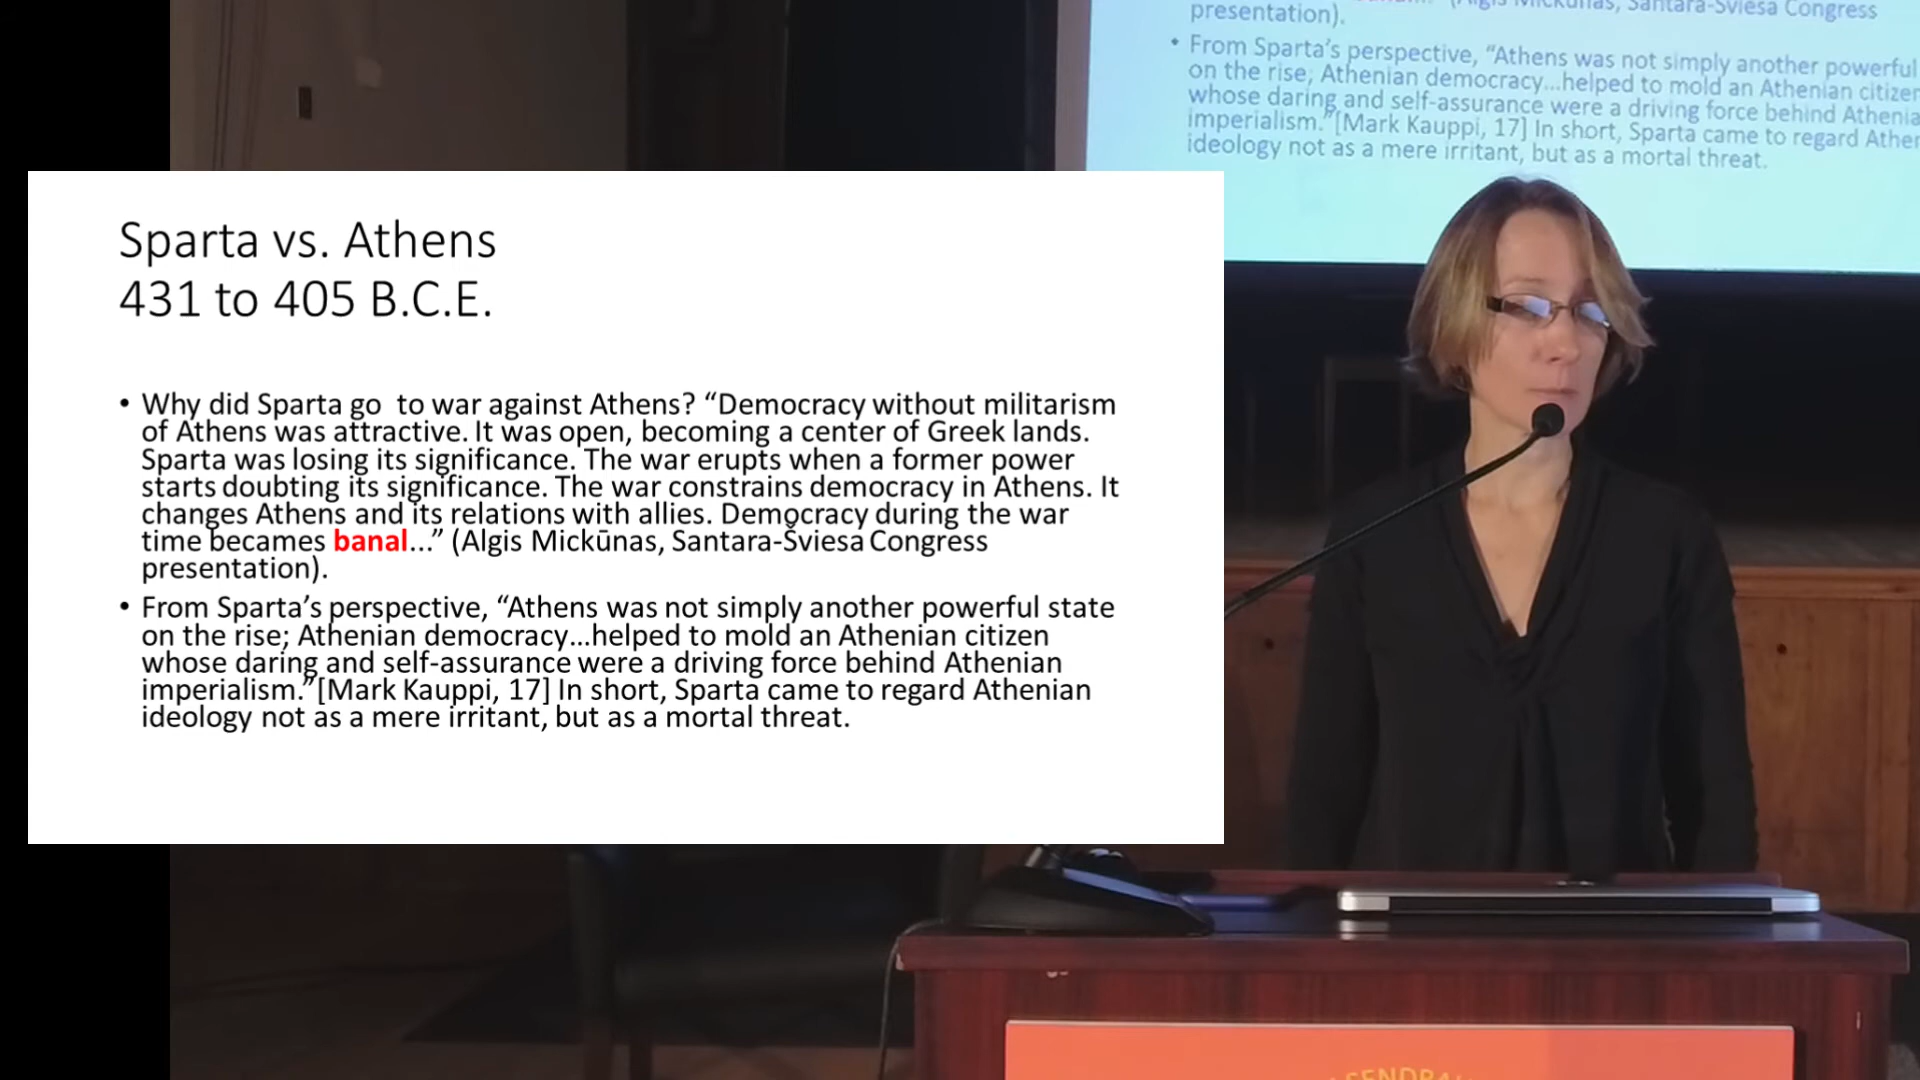 presentation).
• From Sparta's perspective, “Athens was not simply another powerful
on the rise; Athenian democracy...helped to mold an Athenian
whose daring and self-assurance were a driving force behind
imperialism.”[Mark Kauppi, 17] In short, Sparta came to regard
ideology not as a mere irritant, but as a mortal threat.
Sparta vs. Athens
431 to 405 B.C.E.
• Why did Sparta go  to war against Athens? “Democracy without militarism
of Athens was attractive. It was open, becoming a center of Greek lands.
Sparta was losing its significance. The war erupts when a former power
starts doubting its significance. The war constrains democracy in Athens. It
changes Athens and its relations with allies. Democracy during the war
time becames banal...” (Algis Mickūnas, Santara-Šviesa Congress
presentation).
• From Sparta’s perspective, “Athens was not simply another powerful state
on the rise; Athenian democracy...helped to mold an Athenian citizen
whose daring and self-assurance were a driving force behind Athenian
imperialism.”[Mark Kauppi, 17] In short, Sparta came to regard Athenian
ideology not as a mere irritant, but as a mortal threat.